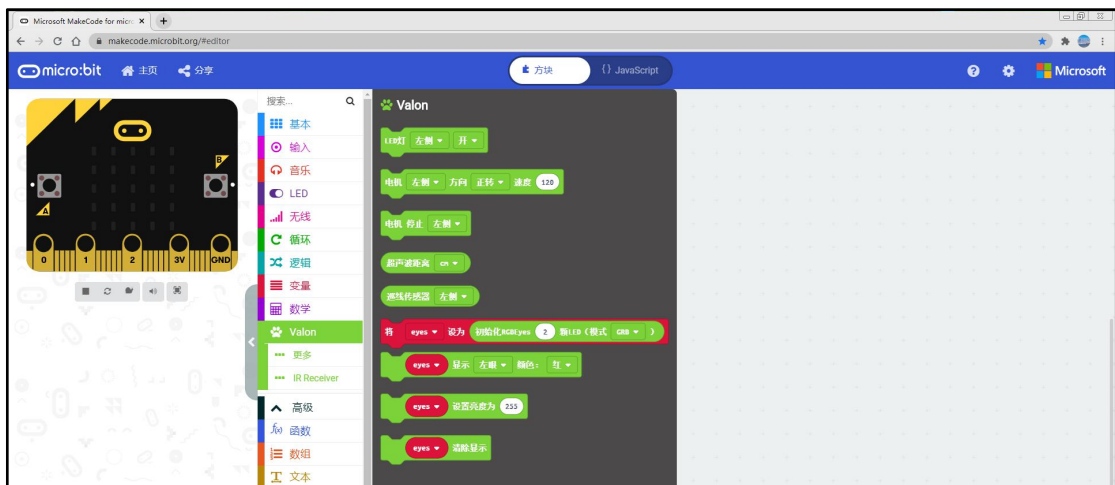 Microsoft MakeCode for micro
makecode.microbit.org/#editor
micro:bit 主页 分享 方块 {} JavaScript Microsoft
搜索...
基本
输入
音乐
LED
无线
循环
逻辑
变量
数学
Valon
更多
IR Receiver
高级
函数
数组
文本
Valon
LED灯 左侧 开
电机 左侧 方向 正转 速度 120
电机 停止 左侧
超声波距离 cm
巡线传感器 左侧
将 eyes 设为 初始化RGBEyes 2 颗LED（模式 GRB ）
eyes 显示 左眼 颜色： 红
eyes 设置亮度为 255
eyes 清除显示
A
B
0 1 2 3V GND